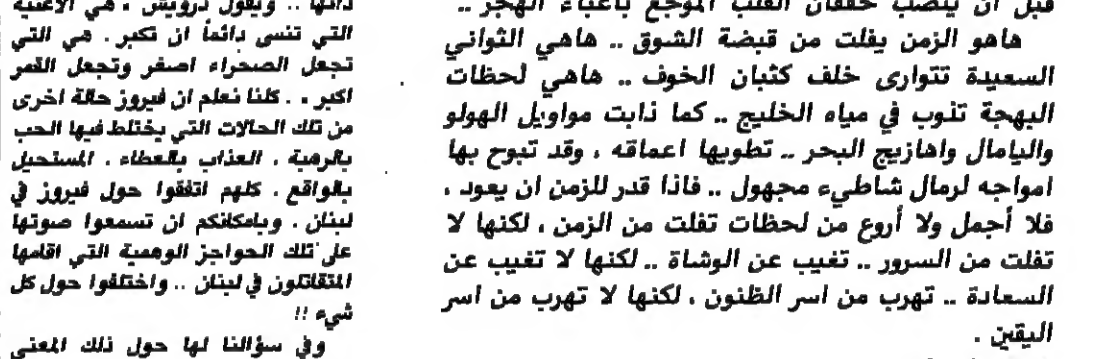 قبل ان ينتصب خفقان القلب الموجع بأعباء الهجر ..
هاهو الزمن يفلت من قبضة الشوق .. هاهي الثواني
السعيدة تتوارى خلف كثبان الخوف .. هاهي لحظات
البهجة تذوب في مياه الخليج .. كما ذابت مواويل الهولو
واليامال واهازيج البحر .. تطويها اعماقه ، وقد تبوح بها
امواجه لرمال شاطيء مجهول .. فاذا قدر للزمن ان يعود ،
فلا أجمل ولا أروع من لحظات تفلت من الزمن ، لكنها لا
تفلت من السرور .. تغيب عن الوشاة .. لكنها لا تغيب عن
السعادة .. تهرب من اسر الظنون ، لكنها لا تهرب من اسر
اليقين .
ذاتها .. ويقول درويش ، هي الاغنية
التي تنسى دائماً ان تكبر . هي التي
تجعل الصحراء اصغر وتجعل القمر
اكبر » . كلنا نعلم ان فيروز حالة اخرى
من تلك الحالات التي يختلط فيها الحب
بالرهبة . العذاب بالعطاء . المستحيل
بالواقع . كلهم اتفقوا حول فيروز في
لبنان . وبامكانكم ان تسمعوا صوتها
على تلك الحواجز الوهمية التي اقامها
المتقاتلون في لبنان .. واختلفوا حول كل
شيء !!
وفي سؤالنا لها حول ذلك المعنى